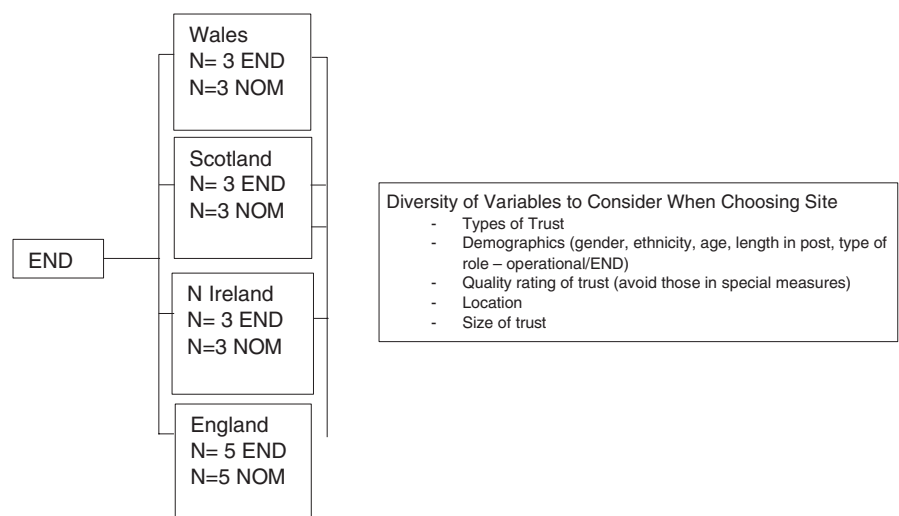 END
Wales
N= 3 END
N=3 NOM
Scotland
N= 3 END
N=3 NOM
N Ireland
N= 3 END
N=3 NOM
England
N= 5 END
N=5 NOM
Diversity of Variables to Consider When Choosing Site
- Types of Trust
- Demographics (gender, ethnicity, age, length in post, type of
role – operational/END)
- Quality rating of trust (avoid those in special measures)
- Location
- Size of trust